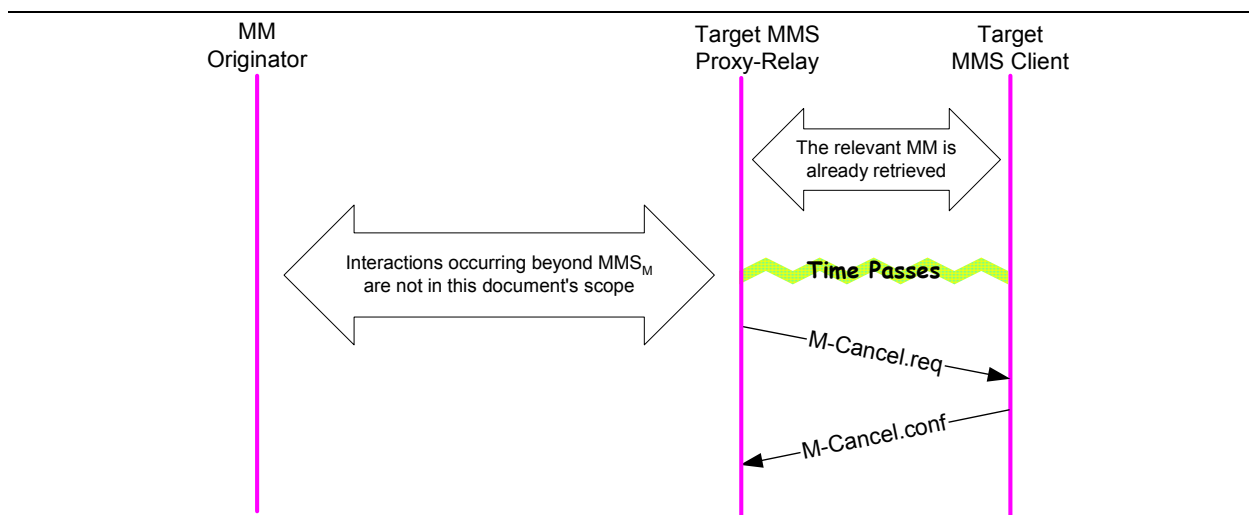 MM
Originator
Target MMS
Proxy-Relay
Target
MMS Client
The relevant MM is
already retrieved
Interactions occurring beyond MMS_M
are not in this document's scope
Time Passes
M-Cancel.req
M-Cancel.conf